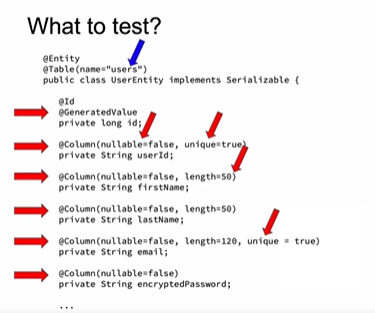 What to test?
@Entity
@Table(name="users")
public class UserEntity implements Serializable {
@Id
@GeneratedValue
private long id;
@Column(nullable=false, unique=true)
private String userId;
@Column(nullable=false, length=50)
private String firstName;
@Column(nullable=false, length=50)
private String lastName;
@Column(nullable=false, length=120, unique = true)
private String email;
@Column(nullable=false)
private String encryptedPassword;
...